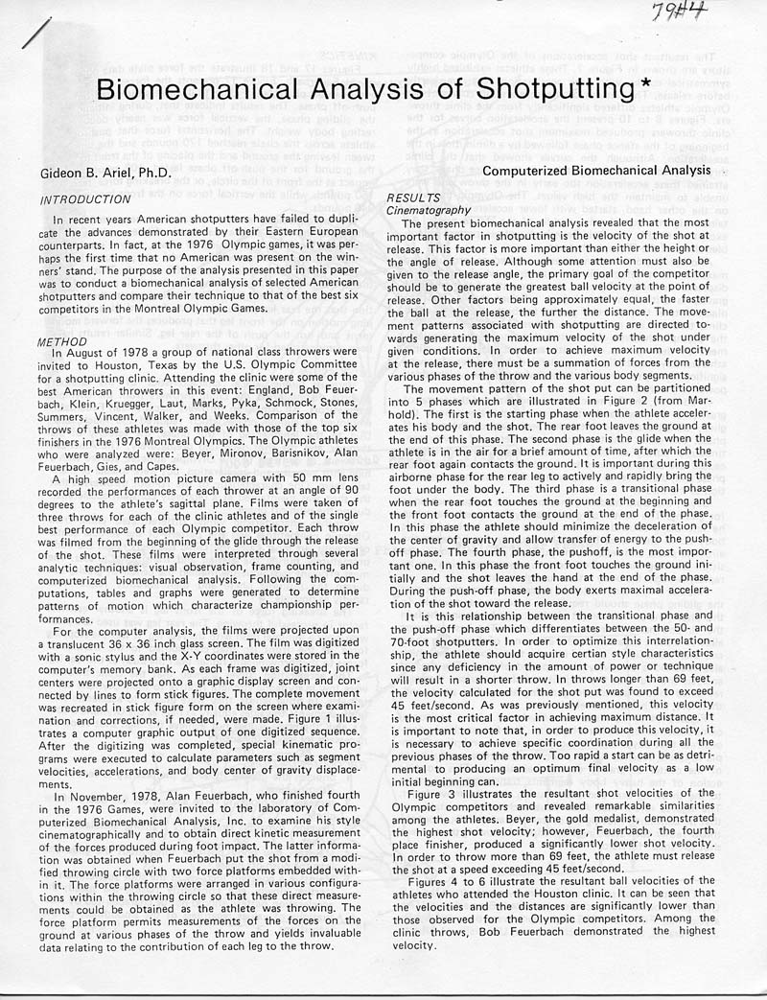 79#4
Biomechanical Analysis of Shotputting*
Gideon B. Ariel, Ph.D.
Computerized Biomechanical Analysis
INTRODUCTION
In recent years American shotputters have failed to dupli-
cate the advances demonstrated by their Eastern European
counterparts. In fact, at the 1976 Olympic games, it was per-
haps the first time that no American was present on the win-
ners' stand. The purpose of the analysis presented in this paper
was to conduct a biomechanical analysis of selected American
shotputters and compare their technique to that of the best six
competitors in the Montreal Olympic Games.
METHOD
In August of 1978 a group of national class throwers were
invited to Houston, Texas by the U.S. Olympic Committee
for a shotputting clinic. Attending the clinic were some of the
best American throwers in this event: England, Bob Feuer-
bach, Klein, Kruegger, Laut, Marks, Pyka, Schmock, Stones,
Summers, Vincent, Walker, and Weeks. Comparison of the
throws of these athletes was made with those of the top six
finishers in the 1976 Montreal Olympics. The Olympic athletes
who were analyzed were: Beyer, Mironov, Barisnikov, Alan
Feuerbach, Gies, and Capes.
A high speed motion picture camera with 50 mm lens
recorded the performances of each thrower at an angle of 90
degrees to the athlete's sagittal plane. Films were taken of
three throws for each of the clinic athletes and of the single
best performance of each Olympic competitor. Each throw
was filmed from the beginning of the glide through the release
of the shot. These films were interpreted through several
analytic techniques: visual observation, frame counting, and
computerized biomechanical analysis. Following the com-
putations, tables and graphs were generated to determine
patterns of motion which characterize championship per-
formances.
For the computer analysis, the films were projected upon
a translucent 36 x 36 inch glass screen. The film was digitized
with a sonic stylus and the X-Y coordinates were stored in the
computer's memory bank. As each frame was digitized, joint
centers were projected onto a graphic display screen and con-
nected by lines to form stick figures. The complete movement
was recreated in stick figure form on the screen where exami-
nation and corrections, if needed, were made. Figure 1 illus-
trates a computer graphic output of one digitized sequence.
After the digitizing was completed, special kinematic pro-
grams were executed to calculate parameters such as segment
velocities, accelerations, and body center of gravity displace-
ments.
In November, 1978, Alan Feuerbach, who finished fourth
in the 1976 Games, were invited to the laboratory of Com-
puterized Biomechanical Analysis, Inc. to examine his style
cinematographically and to obtain direct kinetic measurement
of the forces produced during foot impact. The latter informa-
tion was obtained when Feuerbach put the shot from a modi-
fied throwing circle with two force platforms embedded with-
in it. The force platforms were arranged in various configura-
tions within the throwing circle so that these direct measure-
ments could be obtained as the athlete was throwing. The
force platform permits measurements of the forces on the
ground at various phases of the throw and yields invaluable
data relating to the contribution of each leg to the throw.
RESULTS
Cinematography
The present biomechanical analysis revealed that the most
important factor in shotputting is the velocity of the shot at
release. This factor is more important than either the height or
the angle of release. Although some attention must also be
given to the release angle, the primary goal of the competitor
should be to generate the greatest ball velocity at the point of
release. Other factors being approximately equal, the faster
the ball at the release, the further the distance. The move-
ment patterns associated with shotputting are directed to-
wards generating the maximum velocity of the shot under
given conditions. In order to achieve maximum velocity
at the release, there must be a summation of forces from the
various phases of the throw and the various body segments.
The movement pattern of the shot put can be partitioned
into 5 phases which are illustrated in Figure 2 (from Mar-
hold). The first is the starting phase when the athlete acceler-
ates his body and the shot. The rear foot leaves the ground at
the end of this phase. The second phase is the glide when the
athlete is in the air for a brief amount of time, after which the
rear foot again contacts the ground. It is important during this
airborne phase for the rear leg to actively and rapidly bring the
foot under the body. The third phase is a transitional phase
when the rear foot touches the ground at the beginning and
the front foot contacts the ground at the end of the phase.
In this phase the athlete should minimize the deceleration of
the center of gravity and allow transfer of energy to the push-
off phase. The fourth phase, the pushoff, is the most impor-
tant one. In this phase the front foot touches the ground ini-
tially and the shot leaves the hand at the end of the phase.
During the push-off phase, the body exerts maximal accelera-
tion of the shot toward the release.
It is this relationship between the transitional phase and
the push-off phase which differentiates between the 50- and
70-foot shotputters. In order to optimize this interrelation-
ship, the athlete should acquire certian style characteristics
since any deficiency in the amount of power or technique
will result in a shorter throw. In throws longer than 69 feet,
the velocity calculated for the shot put was found to exceed
45 feet/second. As was previously mentioned, this velocity
is the most critical factor in achieving maximum distance. It
is important to note that, in order to produce this velocity, it
is necessary to achieve specific coordination during all the
previous phases of the throw. Too rapid a start can be as detri-
mental to producing an optimum final velocity as a low
initial beginning can.
Figure 3 illustrates the resultant shot velocities of the
Olympic competitors and revealed remarkable similarities
among the athletes. Beyer, the gold medalist, demonstrated
the highest shot velocity; however, Feuerbach, the fourth
place finisher, produced a significantly lower shot velocity.
In order to throw more than 69 feet, the athlete must release
the shot at a speed exceeding 45 feet/second.
Figures 4 to 6 illustrate the resultant ball velocities of the
athletes who attended the Houston clinic. It can be seen that
the velocities and the distances are significantly lower than
those observed for the Olympic competitors. Among the
clinic throws, Bob Feuerbach demonstrated the highest
velocity.